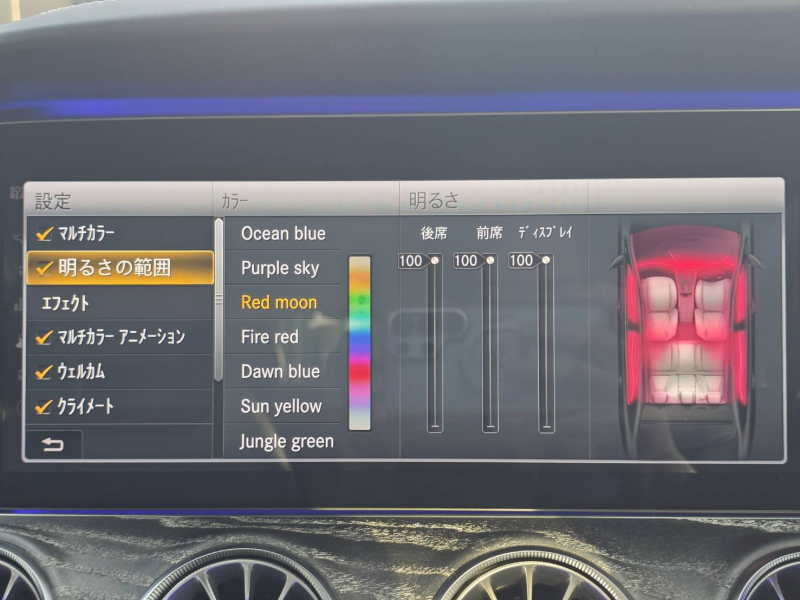 設定
カラー
明るさ
マルチカラー
明るさの範囲
エフェクト
マルチカラー アニメーション
ウェルカム
クライメート
Ocean blue
Purple sky
Red moon
Fire red
Dawn blue
Sun yellow
Jungle green
後席 前席 ディスプレイ
100 100 100